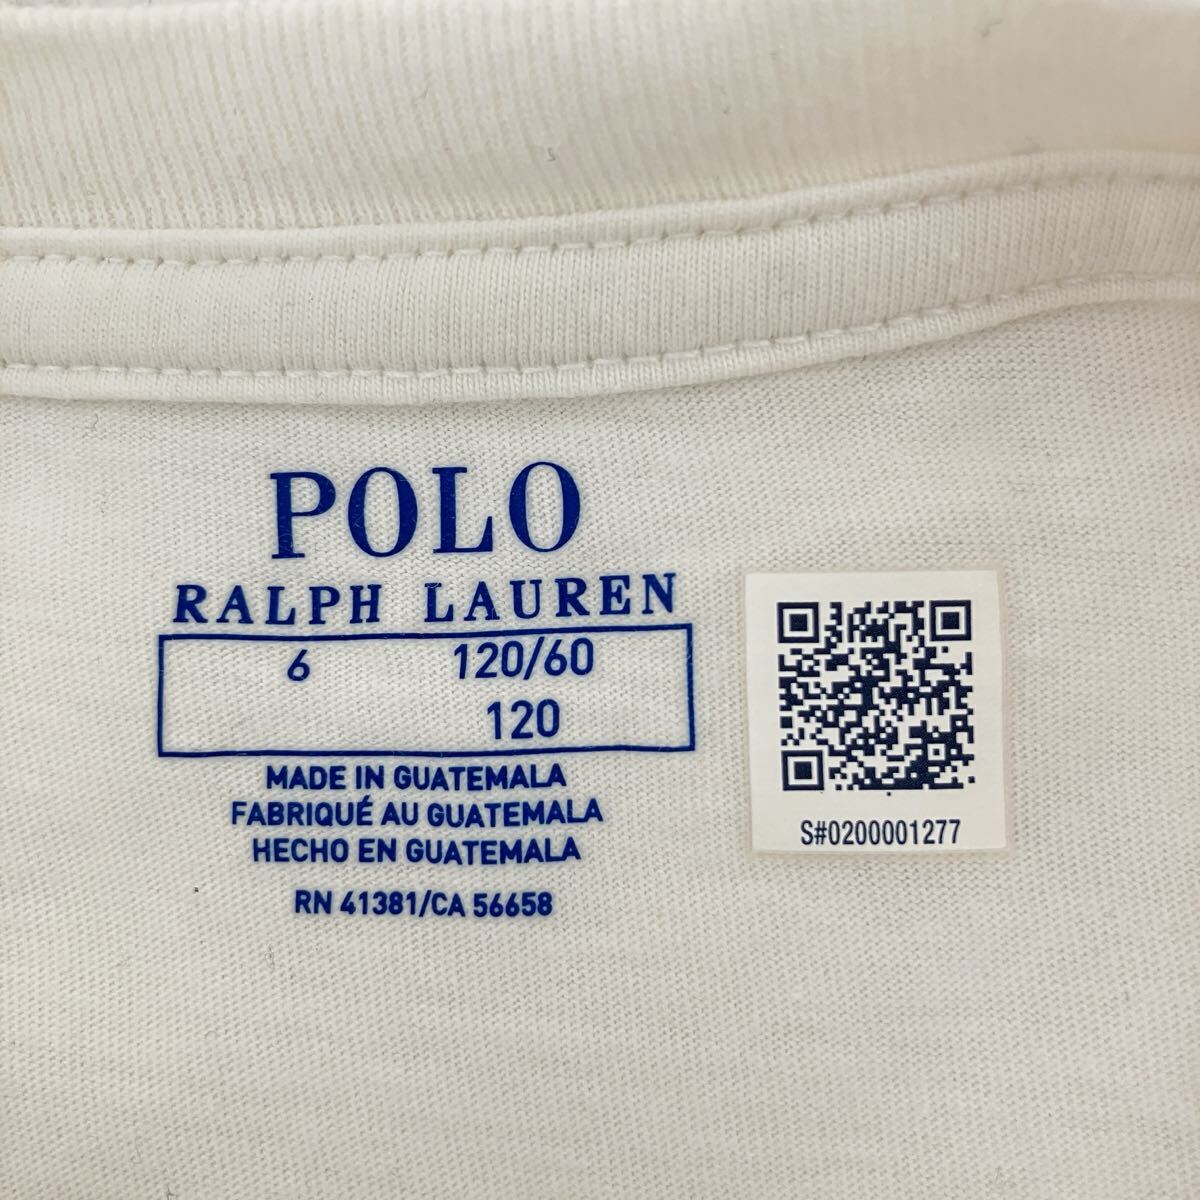 POLO
RALPH LAUREN
6 120/60
120
MADE IN GUATEMALA
FABRIQUÉ AU GUATEMALA
HECHO EN GUATEMALA
RN 41381/CA 56658
S#0200001277